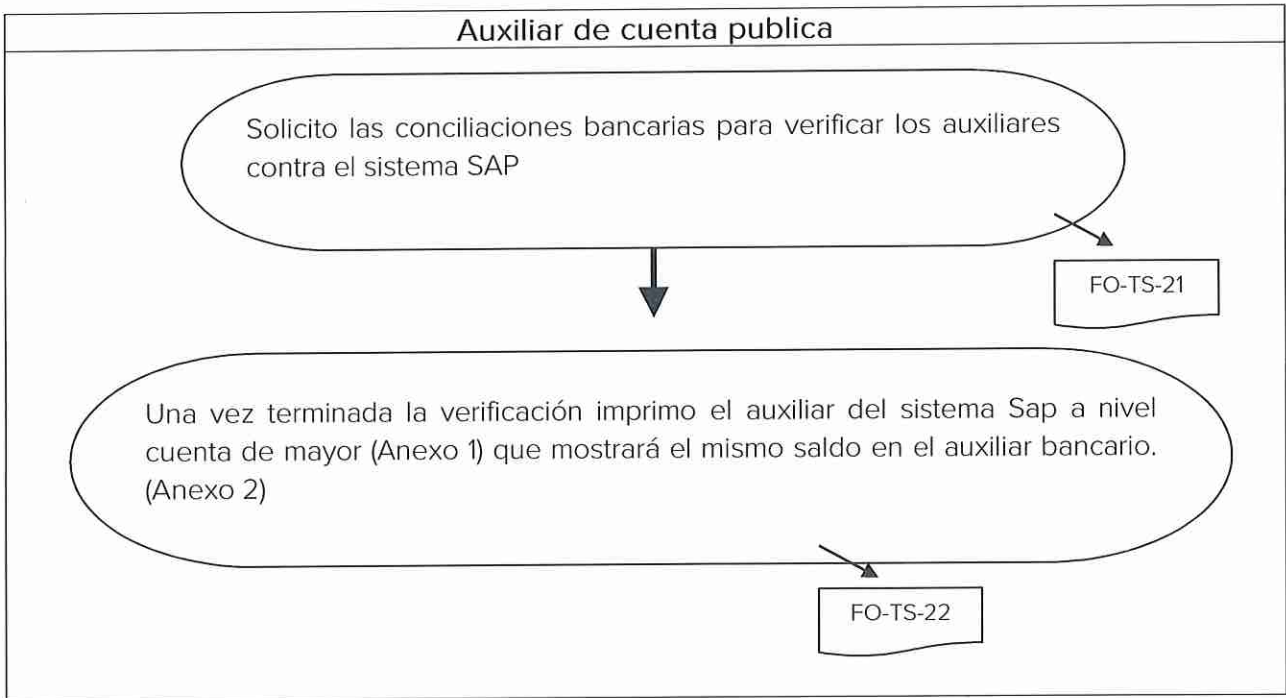 Auxiliar de cuenta publica
Solicito las conciliaciones bancarias para verificar los auxiliares
contra el sistema SAP
FO-TS-21
Una vez terminada la verificación imprimo el auxiliar del sistema Sap a nivel
cuenta de mayor (Anexo 1) que mostrará el mismo saldo en el auxiliar bancario.
(Anexo 2)
FO-TS-22